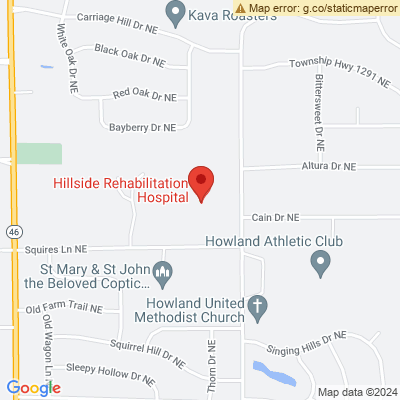 Map error: g.co/staticmaperror
Carriage Hill Dr NE
Kava Roasters
White Oak Dr NE
Black Oak Dr NE
Township Hwy 1291 NE
Bittersweet Dr NE
Red Oak Dr NE
Bayberry Dr NE
Altura Dr NE
Hillside Rehabilitation
Hospital
Cain Dr NE
46
Squires Ln NE
Howland Athletic Club
St Mary & St John
the Beloved Coptic...
Howland United
Methodist Church
Old Farm Trail NE
Old Wagon Ln
Squirrel Hill Dr NE
Thorn Dr NE
Singing Hills Dr NE
Sleepy Hollow Dr NE
Google
Map data ©2024